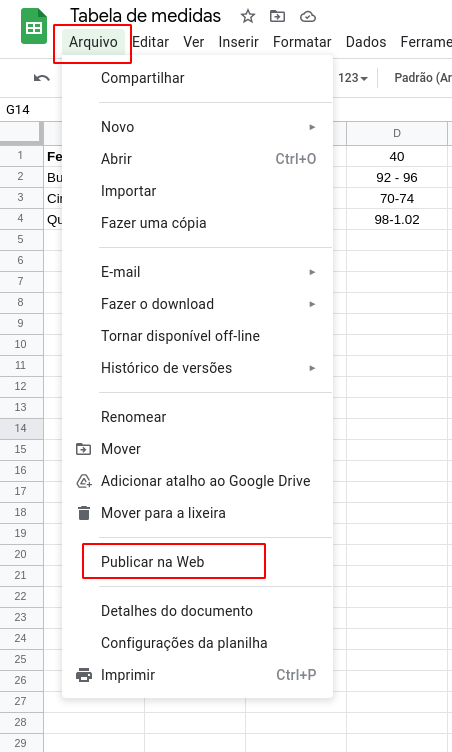 Tabela de medidas
Arquivo Editar Ver Inserir Formatar Dados Ferrame
123 Padrão (Ar
G14
D
1 Fe 40
2 Bu 92 - 96
3 Cir 70-74
4 Qu 98-1.02
5
6
7
8
9
10
11
12
13
14
15
16
17
18
19
20
21
22
23
24
25
26
27
28
29
Compartilhar
Novo
Abrir Ctrl+O
Importar
Fazer uma cópia
E-mail
Fazer o download
Tornar disponível off-line
Histórico de versões
Renomear
Mover
Adicionar atalho ao Google Drive
Mover para a lixeira
Publicar na Web
Detalhes do documento
Configurações da planilha
Imprimir Ctrl+P